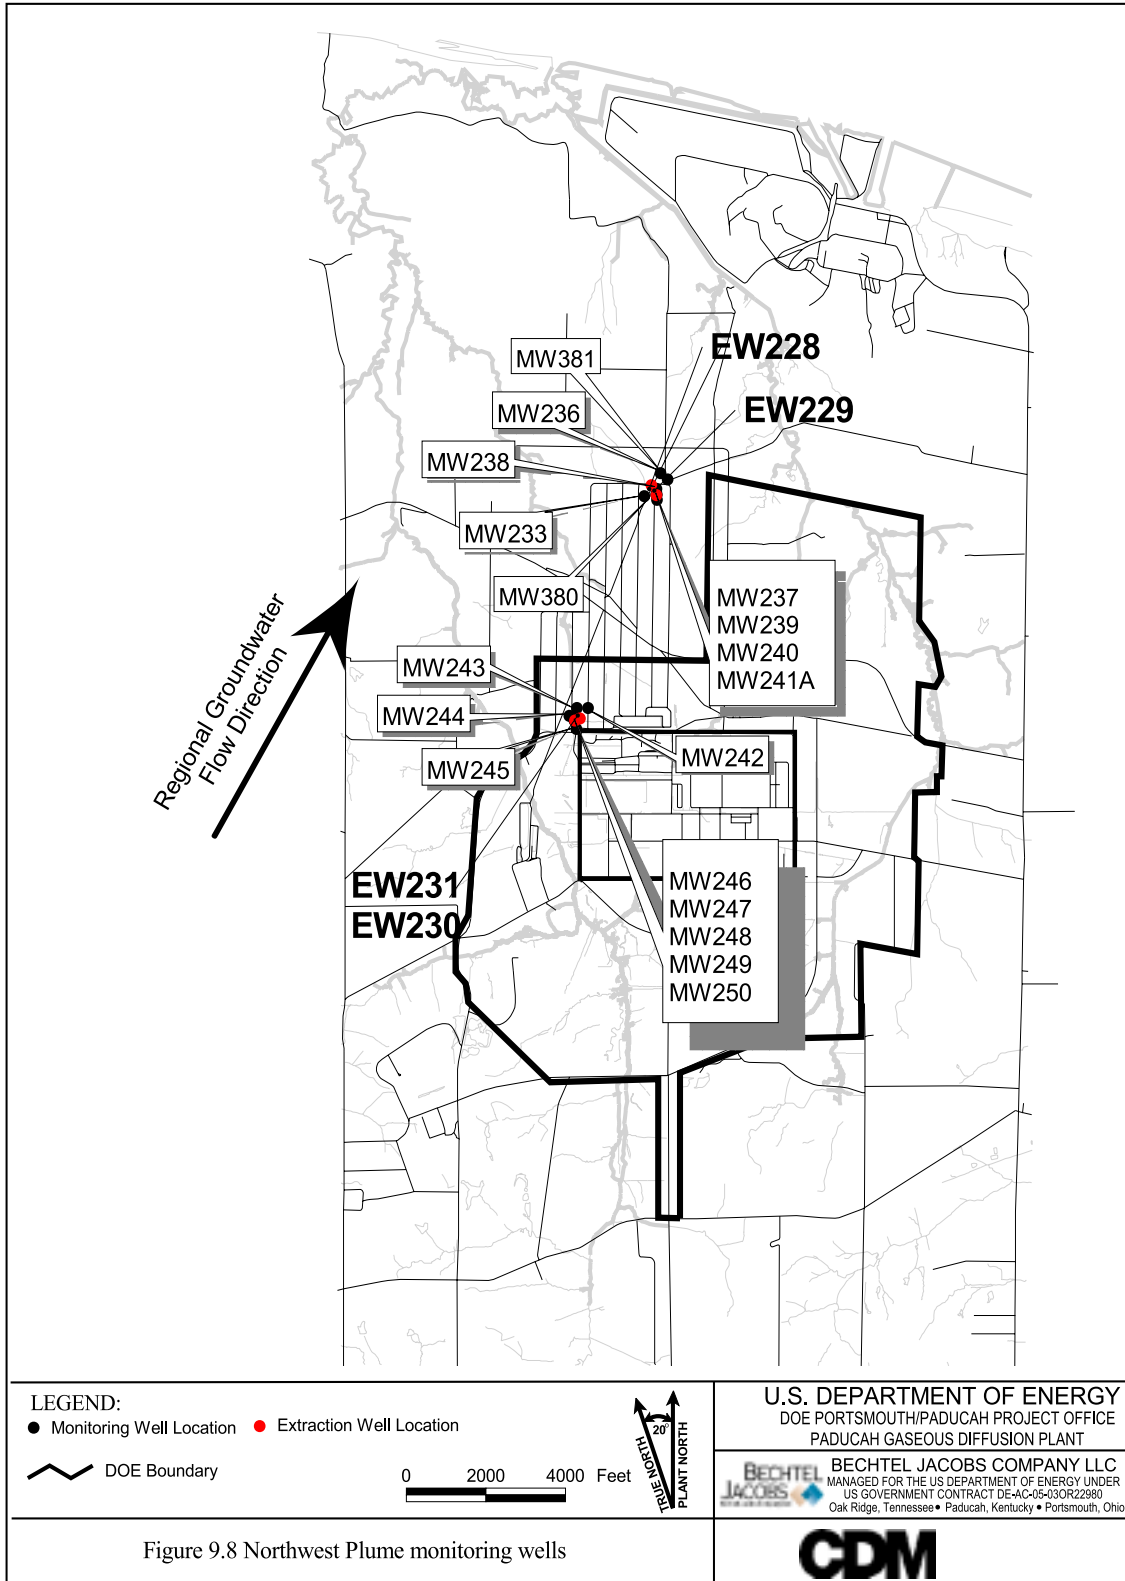 EW228
MW381
EW229
MW236
MW238
MW233
MW380
MW237
MW239
MW240
MW241A
Regional Groundwater
Flow Direction
MW243
MW244
MW242
MW245
EW231
EW230
MW246
MW247
MW248
MW249
MW250
LEGEND:
Monitoring Well Location
Extraction Well Location
DOE Boundary
0 2000 4000 Feet
20°
TRUE NORTH
PLANT NORTH
U.S. DEPARTMENT OF ENERGY
DOE PORTSMOUTH/PADUCAH PROJECT OFFICE
PADUCAH GASEOUS DIFFUSION PLANT
BECHTEL
JACOBS
BECHTEL JACOBS COMPANY LLC
MANAGED FOR THE US DEPARTMENT OF ENERGY UNDER
US GOVERNMENT CONTRACT DE-AC-05-03OR22980
Oak Ridge, Tennessee • Paducah, Kentucky • Portsmouth, Ohio
Figure 9.8 Northwest Plume monitoring wells
CDM